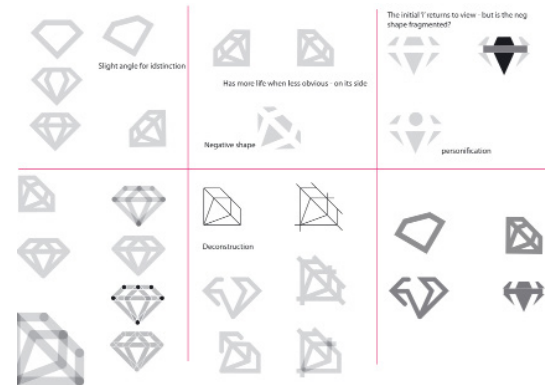 Slight angle for idstinction
Has more life when less obvious - on its side
Negative shape
The initial 'I' returns to view - but is the neg
shape fragmented?
personification
Deconstruction